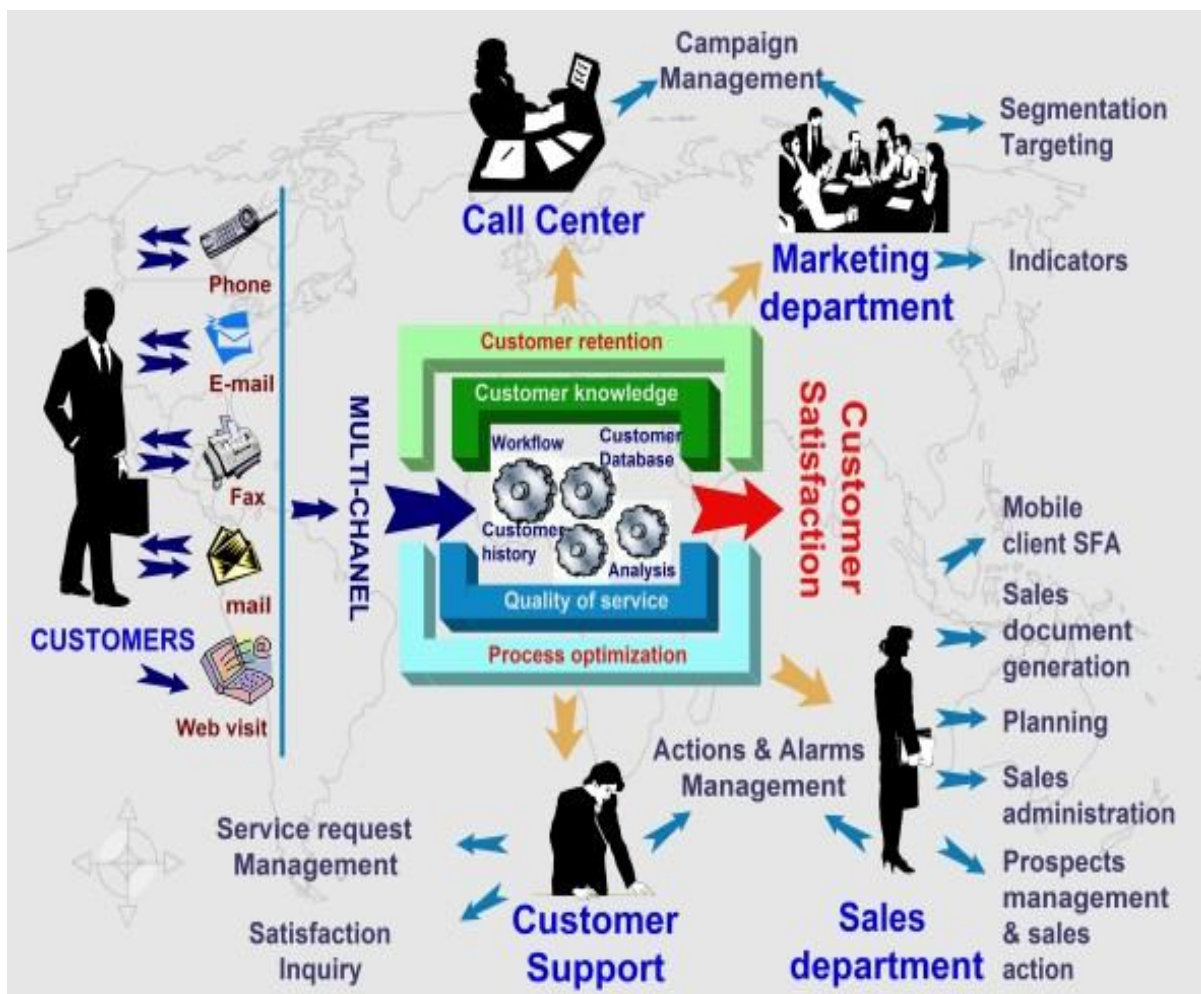 Campaign
Management
Segmentation
Targeting
Call Center
Marketing
department
Indicators
Phone
E-mail
Fax
mail
CUSTOMERS
Web visit
MULTI-CHANEL
Customer retention
Customer knowledge
Workflow
Customer
Database
Customer
history
Analysis
Quality of service
Process optimization
Customer
Satisfaction
Mobile
client SFA
Sales
document
generation
Planning
Sales
administration
Prospects
management
& sales
action
Actions & Alarms
Management
Service request
Management
Satisfaction
Inquiry
Customer
Support
Sales
department